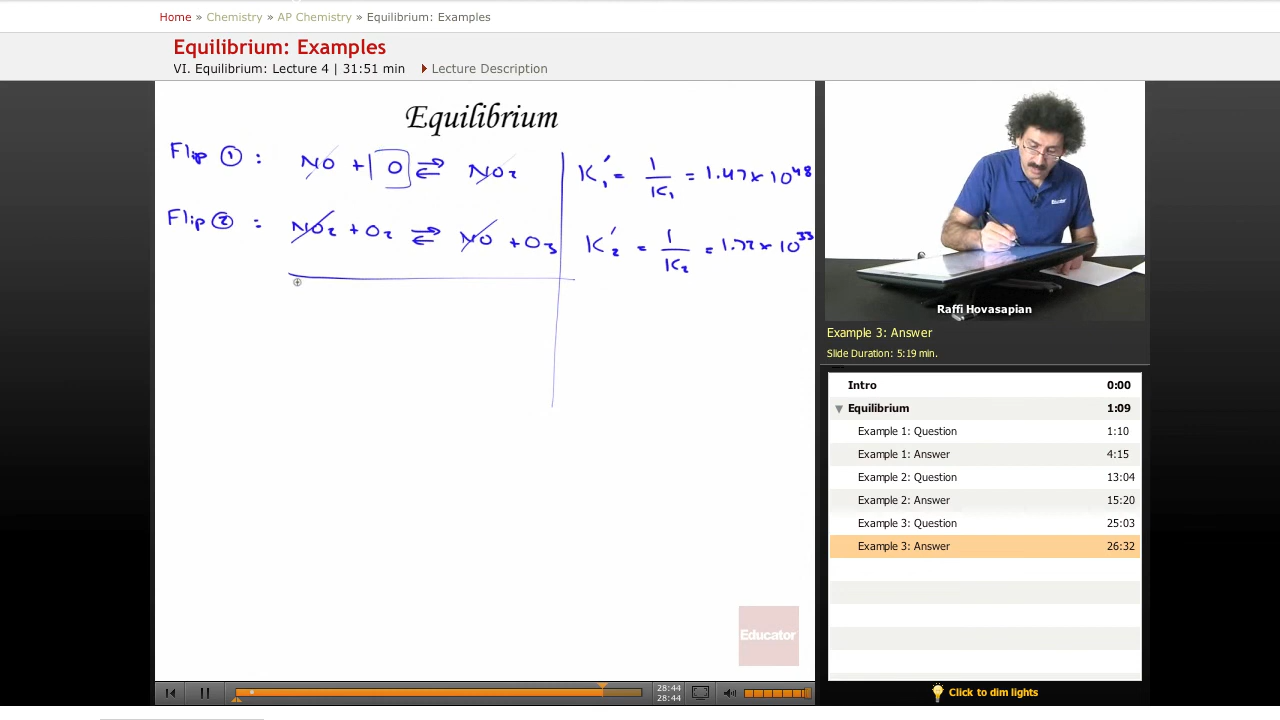 Home » Chemistry » AP Chemistry » Equilibrium: Examples
Equilibrium: Examples
VI. Equilibrium: Lecture 4 | 31:51 min Lecture Description
Equilibrium
Flip ① : NO + O ⇌ NO₂ K₁' = 1/K₁ = 1.47 × 10⁴⁸
Flip ② : NO₂ + O₂ ⇌ NO + O₃ K₂' = 1/K₂ = 1.72 × 10³³
Educator
Raffi Hovasapian
Example 3: Answer
Slide Duration: 5:19 min.
Intro 0:00
Equilibrium 1:09
Example 1: Question 1:10
Example 1: Answer 4:15
Example 2: Question 13:04
Example 2: Answer 15:20
Example 3: Question 25:03
Example 3: Answer 26:32
28:44
28:44
Click to dim lights